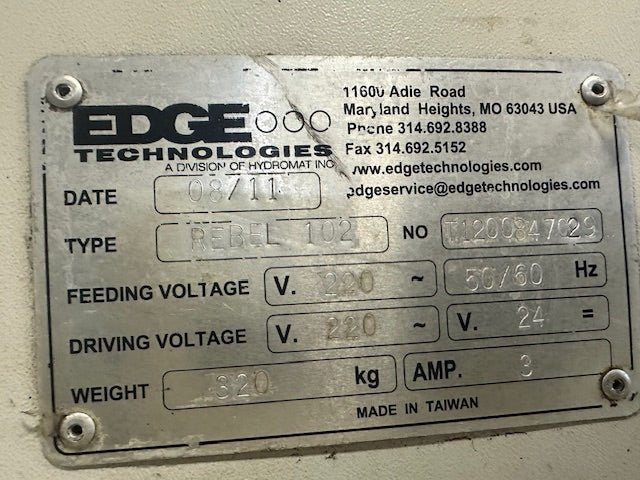 EDGE
TECHNOLOGIES
A DIVISION OF HYDROMAT INC
11600 Adie Road
Maryland Heights, MO 63043 USA
Phone 314.692.8388
Fax 314.692.5152
www.edgetechnologies.com
edgeservice@edgetechnologies.com
DATE 08/11
TYPE REBEL 102 NO T1200847029
FEEDING VOLTAGE V. 220 ~ 50/60 Hz
DRIVING VOLTAGE V. 220 ~ V. 24 =
WEIGHT 320 kg AMP. 3
MADE IN TAIWAN